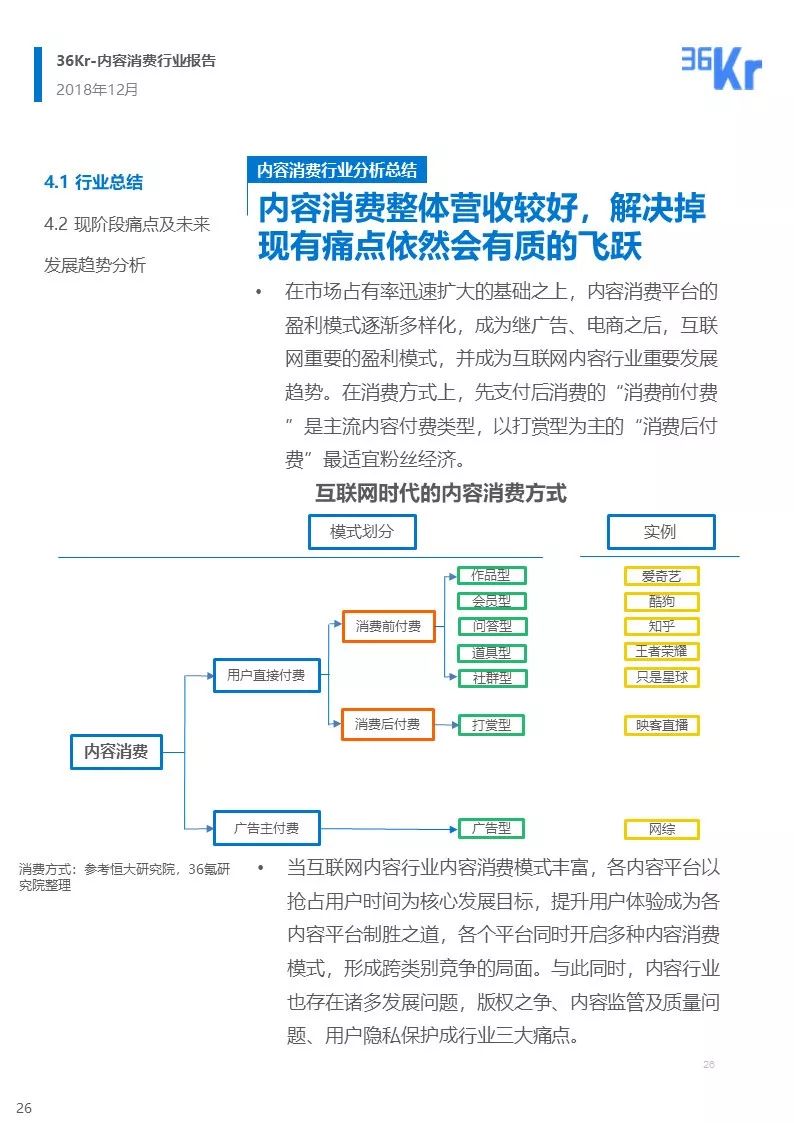 36Kr-内容消费行业报告
2018年12月
36Kr
4.1 行业总结
4.2 现阶段痛点及未来
发展趋势分析
内容消费行业分析总结
内容消费整体营收较好，解决掉
现有痛点依然会有质的飞跃
• 在市场占有率迅速扩大的基础之上，内容消费平台的
盈利模式逐渐多样化，成为继广告、电商之后，互联
网重要的盈利模式，并成为互联网内容行业重要发展
趋势。在消费方式上，先支付后消费的“消费前付费
”是主流内容付费类型，以打赏型为主的“消费后付
费”最适宜粉丝经济。
互联网时代的内容消费方式
模式划分
实例
作品型
爱奇艺
会员型
酷狗
消费前付费
问答型
知乎
道具型
王者荣耀
用户直接付费
社群型
只是星球
消费后付费
打赏型
映客直播
内容消费
广告主付费
广告型
网综
消费方式：参考恒大研究院，36氪研
究院整理
• 当互联网内容行业内容消费模式丰富，各内容平台以
抢占用户时间为核心发展目标，提升用户体验成为各
内容平台制胜之道，各个平台同时开启多种内容消费
模式，形成跨类别竞争的局面。与此同时，内容行业
也存在诸多发展问题，版权之争、内容监管及质量问
题、用户隐私保护成行业三大痛点。
26
26